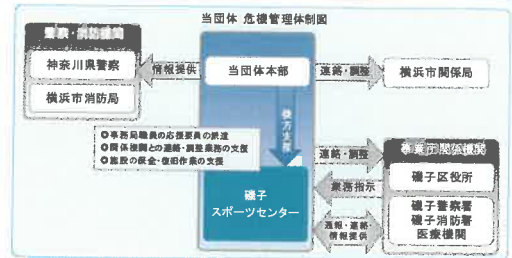 当団体 危機管理体制図
警察・消防機関
神奈川県警察
横浜市消防局
情報提供
当団体本部
連絡・調整
横浜市関係局
後方支援
❶事務局職員の応援要員の派遣
❷関係機関との連絡・調整業務の支援
❸施設の保全・復旧作業の支援
磯子
スポーツセンター
連絡・調整
業務指示
通報・連絡・
情報提供
磯子区役所
磯子警察署
磯子消防署
医療機関